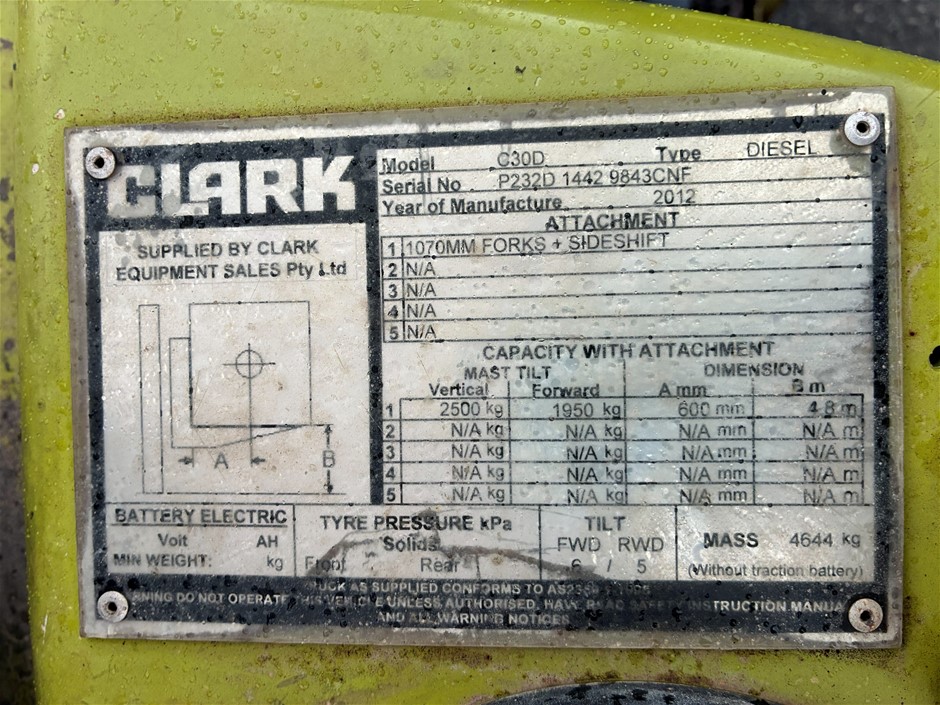 CLARK
Model C30D Type DIESEL
Serial No P232D 1442 9843CNF
Year of Manufacture 2012
ATTACHMENT
1 1070MM FORKS + SIDESHIFT
2 N/A
3 N/A
4 N/A
5 N/A
SUPPLIED BY CLARK
EQUIPMENT SALES Pty Ltd
A
B
CAPACITY WITH ATTACHMENT
MAST TILT DIMENSION
Vertical Forward A mm B m
1 2500 kg 1950 kg 600 mm 4.8 m
2 N/A kg N/A kg N/A mm N/A m
3 N/A kg N/A kg N/A mm N/A m
4 N/A kg N/A kg N/A mm N/A m
5 N/A kg N/A kg N/A mm N/A m
BATTERY ELECTRIC
Volt AH
MIN WEIGHT: kg
TYRE PRESSURE kPa
Solids
Front Rear
TILT
FWD RWD
6 / 5
MASS 4644 kg
(Without traction battery)
TRUCK AS SUPPLIED CONFORMS TO
DO NOT OPERATE THIS VEHICLE UNLESS AUTHORISED, HAVE READ SAFETY INSTRUCTION MANUA
AND ALL WARNING NOTICES